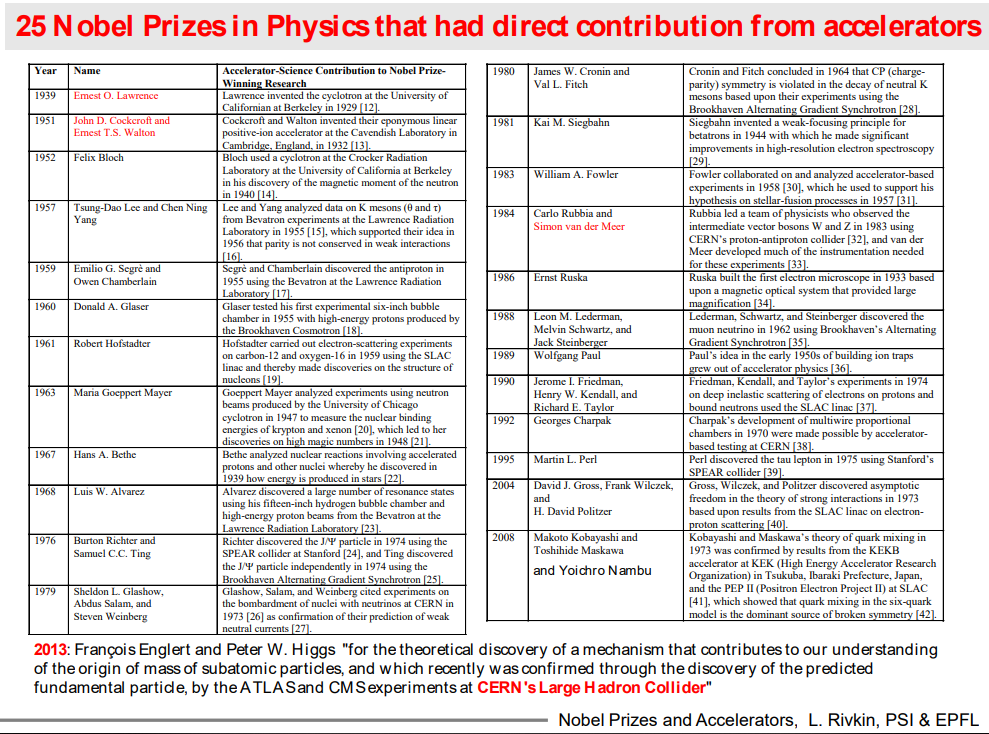 25 Nobel Prizes in Physics that had direct contribution from accelerators
Year Name Accelerator-Science Contribution to Nobel Prize-
Winning Research
1939 Ernest O. Lawrence Lawrence invented the cyclotron at the University of
Californian at Berkeley in 1929 [12].
1951 John D. Cockcroft and Cockcroft and Walton invented their eponymous linear
Ernest T.S. Walton positive-ion accelerator at the Cavendish Laboratory in
Cambridge, England, in 1932 [13].
1952 Felix Bloch Bloch used a cyclotron at the Crocker Radiation
Laboratory at the University of California at Berkeley
in his discovery of the magnetic moment of the neutron
in 1940 [14].
1957 Tsung-Dao Lee and Chen Ning Lee and Yang analyzed data on K mesons (θ and τ)
Yang from Bevatron experiments at the Lawrence Radiation
Laboratory in 1955 [15], which supported their idea in
1956 that parity is not conserved in weak interactions
[16].
1959 Emilio G. Segrè and Segrè and Chamberlain discovered the antiproton in
Owen Chamberlain 1955 using the Bevatron at the Lawrence Radiation
Laboratory [17].
1960 Donald A. Glaser Glaser tested his first experimental six-inch bubble
chamber in 1955 with high-energy protons produced by
the Brookhaven Cosmotron [18].
1961 Robert Hofstadter Hofstadter carried out electron-scattering experiments
on carbon-12 and oxygen-16 in 1959 using the SLAC
linac and thereby made discoveries on the structure of
nucleons [19].
1963 Maria Goeppert Mayer Goeppert Mayer analyzed experiments using neutron
beams produced by the University of Chicago
cyclotron in 1947 to measure the nuclear binding
energies of krypton and xenon [20], which led to her
discoveries on high magic numbers in 1948 [21].
1967 Hans A. Bethe Bethe analyzed nuclear reactions involving accelerated
protons and other nuclei whereby he discovered in
1939 how energy is produced in stars [22].
1968 Luis W. Alvarez Alvarez discovered a large number of resonance states
using his fifteen-inch hydrogen bubble chamber and
high-energy proton beams from the Bevatron at the
Lawrence Radiation Laboratory [23].
1976 Burton Richter and Richter discovered the J/Ψ particle in 1974 using the
Samuel C.C. Ting SPEAR collider at Stanford [24], and Ting discovered
the J/Ψ particle independently in 1974 using the
Brookhaven Alternating Gradient Synchrotron [25].
1979 Sheldon L. Glashow, Glashow, Salam, and Weinberg cited experiments on
Abdus Salam, and the bombardment of nuclei with neutrinos at CERN in
Steven Weinberg 1973 [26] as confirmation of their prediction of weak
neutral currents [27].
1980 James W. Cronin and Cronin and Fitch concluded in 1964 that CP (charge-
Val L. Fitch parity) symmetry is violated in the decay of neutral K
mesons based upon their experiments using the
Brookhaven Alternating Gradient Synchrotron [28].
1981 Kai M. Siegbahn Siegbahn invented a weak-focusing principle for
betatrons in 1944 with which he made significant
improvements in high-resolution electron spectroscopy
[29].
1983 William A. Fowler Fowler collaborated on and analyzed accelerator-based
experiments in 1958 [30], which he used to support his
hypothesis on stellar-fusion processes in 1957 [31].
1984 Carlo Rubbia and Rubbia led a team of physicists who observed the
Simon van der Meer intermediate vector bosons W and Z in 1983 using
CERN's proton-antiproton collider [32], and van der
Meer developed much of the instrumentation needed
for these experiments [33].
1986 Ernst Ruska Ruska built the first electron microscope in 1933 based
upon a magnetic optical system that provided large
magnification [34].
1988 Leon M. Lederman, Lederman, Schwartz, and Steinberger discovered the
Melvin Schwartz, and muon neutrino in 1962 using Brookhaven's Alternating
Jack Steinberger Gradient Synchrotron [35].
1989 Wolfgang Paul Paul's idea in the early 1950s of building ion traps
grew out of accelerator physics [36].
1990 Jerome I. Friedman, Friedman, Kendall, and Taylor's experiments in 1974
Henry W. Kendall, and on deep inelastic scattering of electrons on protons and
Richard E. Taylor bound neutrons used the SLAC linac [37].
1992 Georges Charpak Charpak's development of multiwire proportional
chambers in 1970 were made possible by accelerator-
based testing at CERN [38].
1995 Martin L. Perl Perl discovered the tau lepton in 1975 using Stanford's
SPEAR collider [39].
2004 David J. Gross, Frank Wilczek, Gross, Wilczek, and Politzer discovered asymptotic
and freedom in the theory of strong interactions in 1973
H. David Politzer based upon results from the SLAC linac on electron-
proton scattering [40].
2008 Makoto Kobayashi and Kobayashi and Maskawa's theory of quark mixing in
Toshihide Maskawa 1973 was confirmed by results from the KEKB
and Yoichro Nambu accelerator at KEK (High Energy Accelerator Research
Organization) in Tsukuba, Ibaraki Prefecture, Japan,
and the PEP II (Positron Electron Project II) at SLAC
[41], which showed that quark mixing in the six-quark
model is the dominant source of broken symmetry [42].
2013: François Englert and Peter W. Higgs "for the theoretical discovery of a mechanism that contributes to our understanding
of the origin of mass of subatomic particles, and which recently was confirmed through the discovery of the predicted
fundamental particle, by the ATLAS and CMS experiments at CERN's Large Hadron Collider"
Nobel Prizes and Accelerators, L. Rivkin, PSI & EPFL